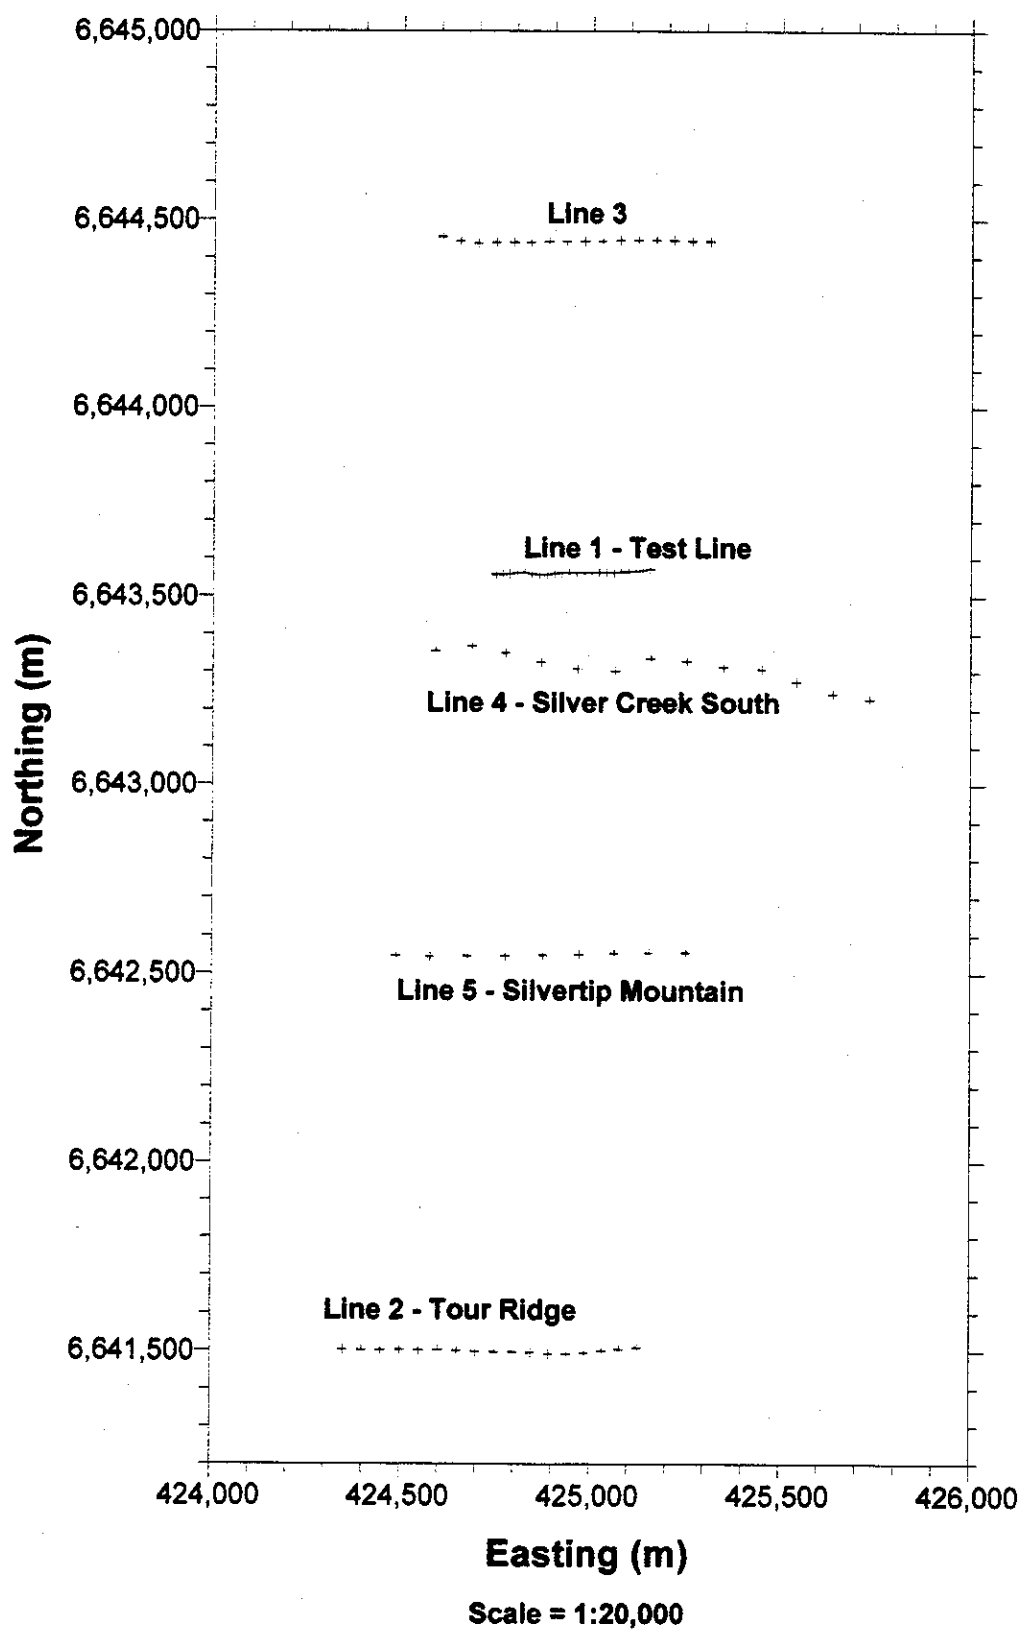 6,645,000
Line 3
6,644,500
6,644,000
Line 1 - Test Line
6,643,500
Line 4 - Silver Creek South
6,643,000
Northing (m)
6,642,500
Line 5 - Silvertip Mountain
6,642,000
Line 2 - Tour Ridge
6,641,500
424,000
424,500
425,000
425,500
426,000
Easting (m)
Scale = 1:20,000